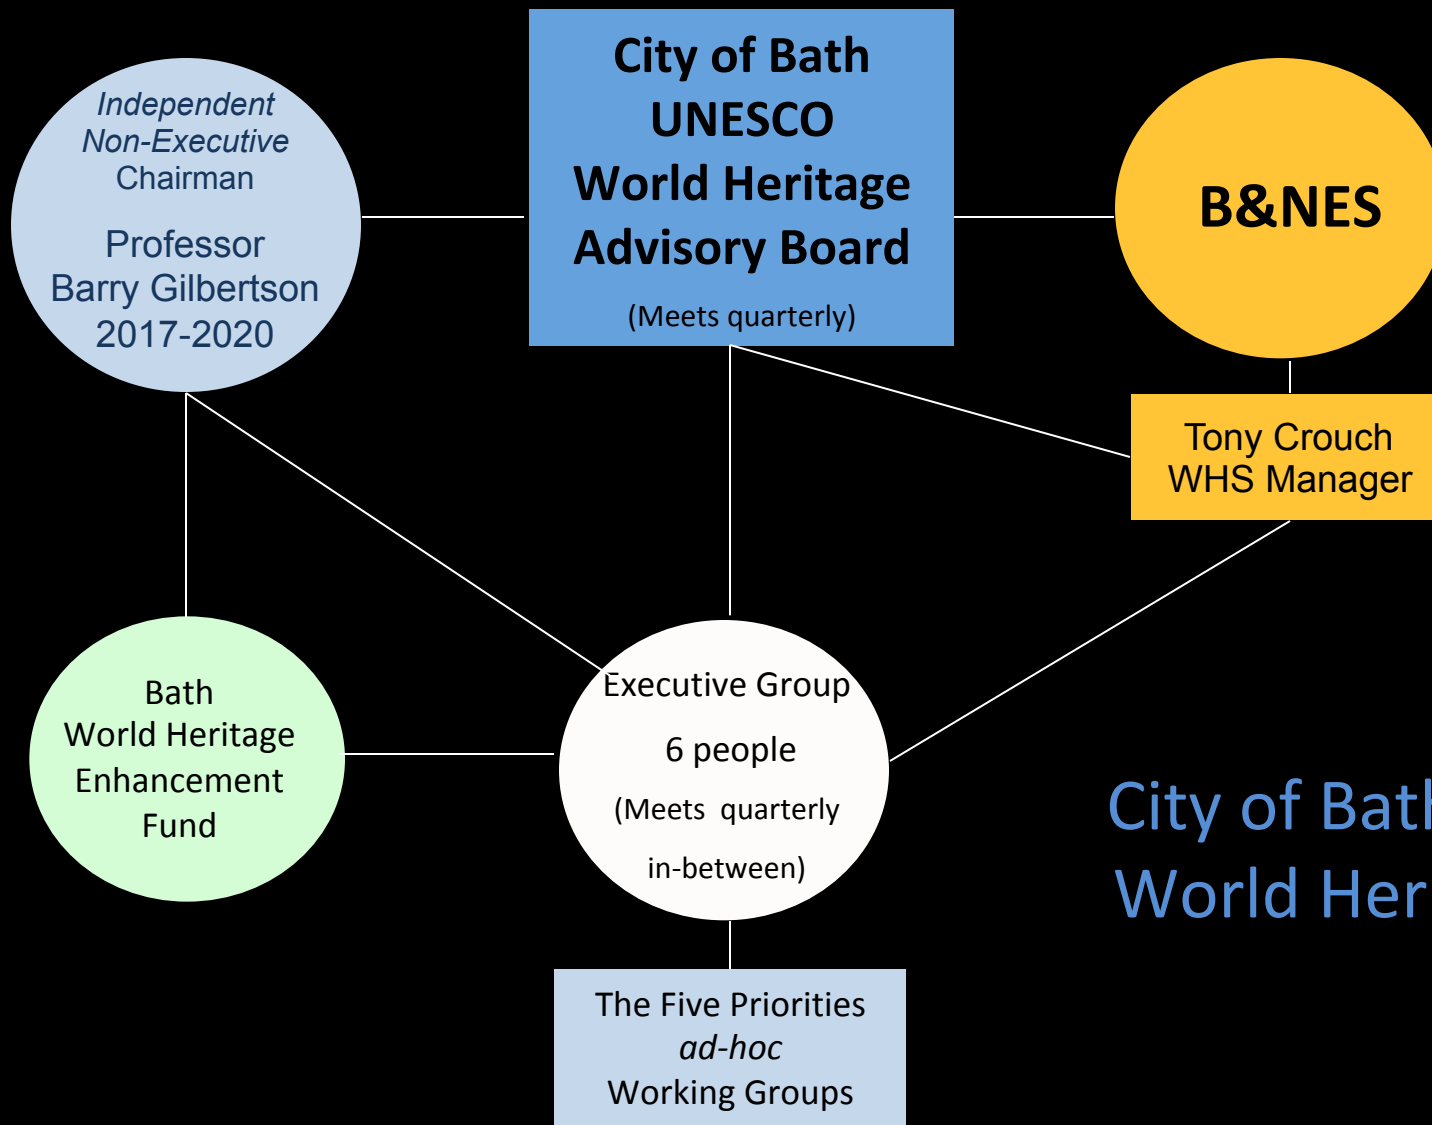 Independent
Non-Executive
Chairman
Professor
Barry Gilbertson
2017-2020
City of Bath
UNESCO
World Heritage
Advisory Board
(Meets quarterly)
B&NES
Tony Crouch
WHS Manager
Bath
World Heritage
Enhancement
Fund
Executive Group
6 people
(Meets quarterly
in-between)
City of Bath
World Her
The Five Priorities
ad-hoc
Working Groups